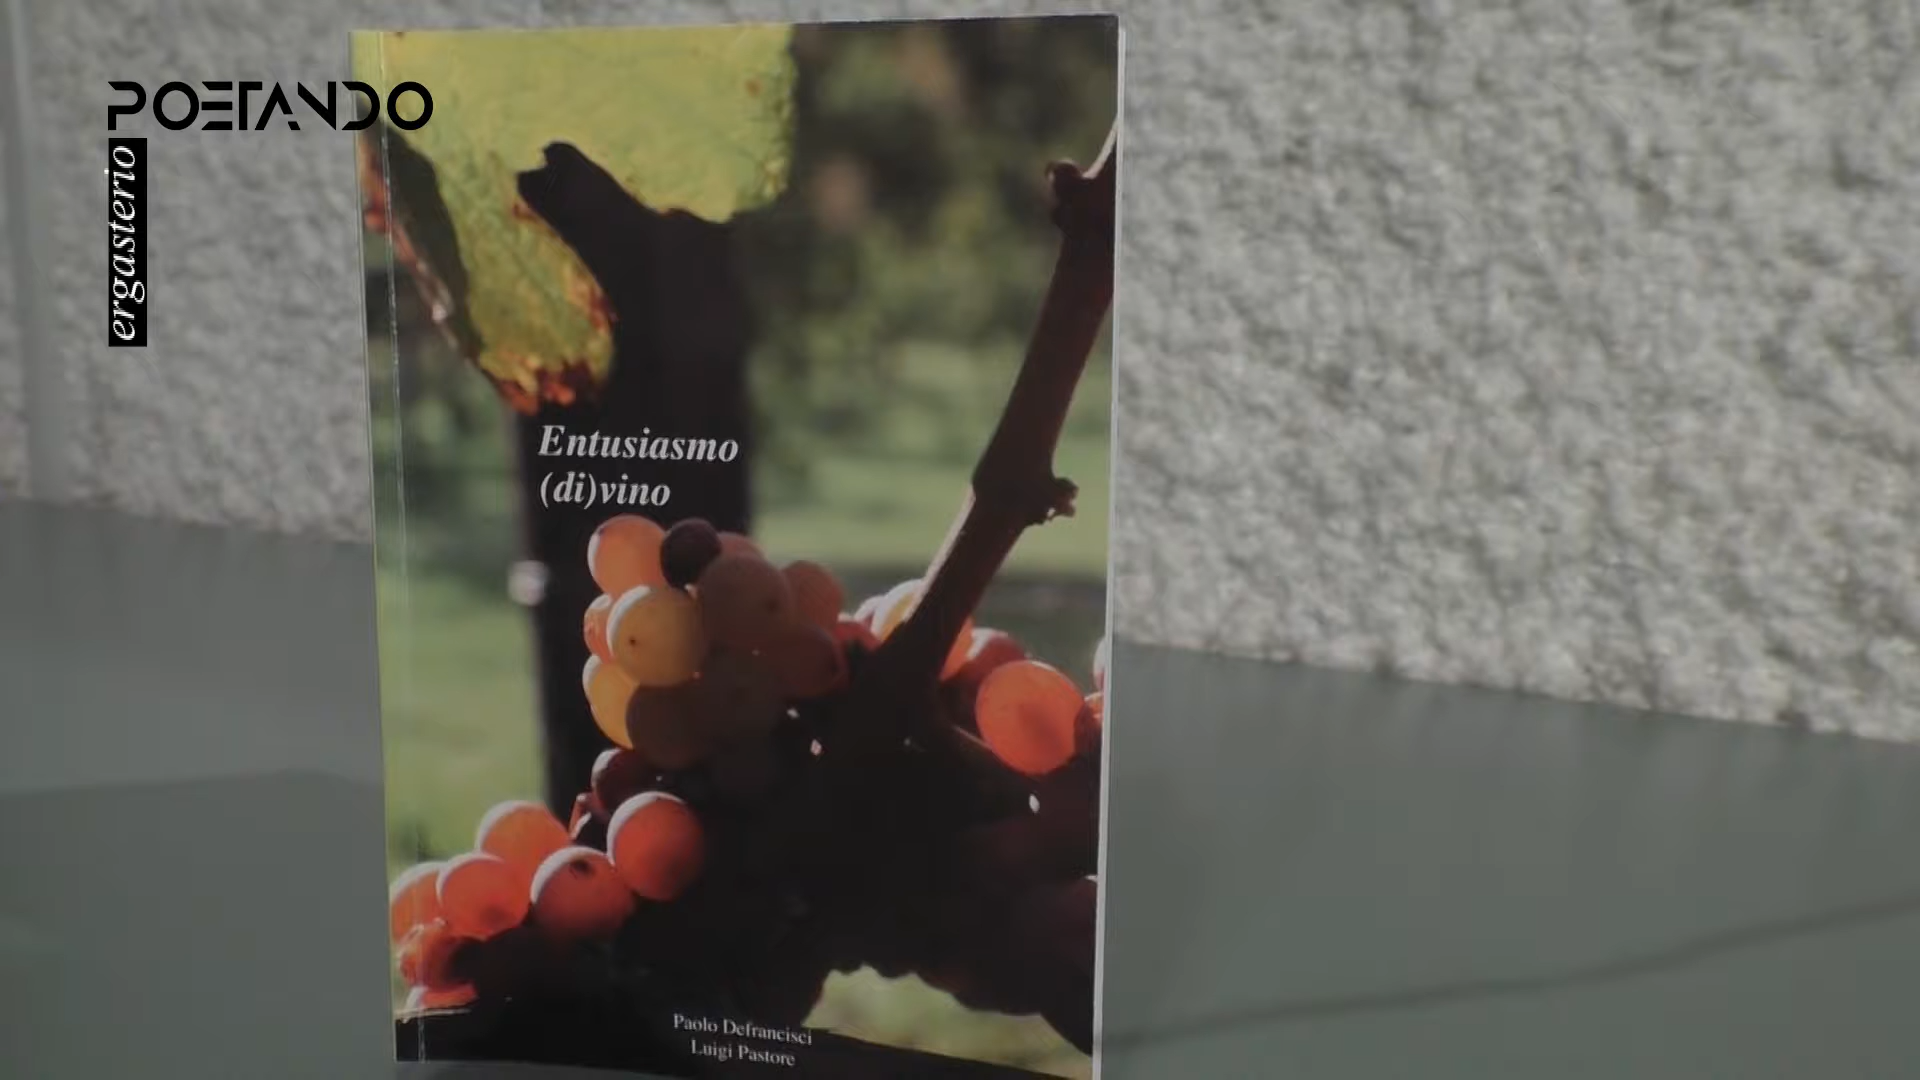 POETANDO
ergasterio
Entusiasmo
(di)vino
Paolo Defrancisci
Luigi Pastore